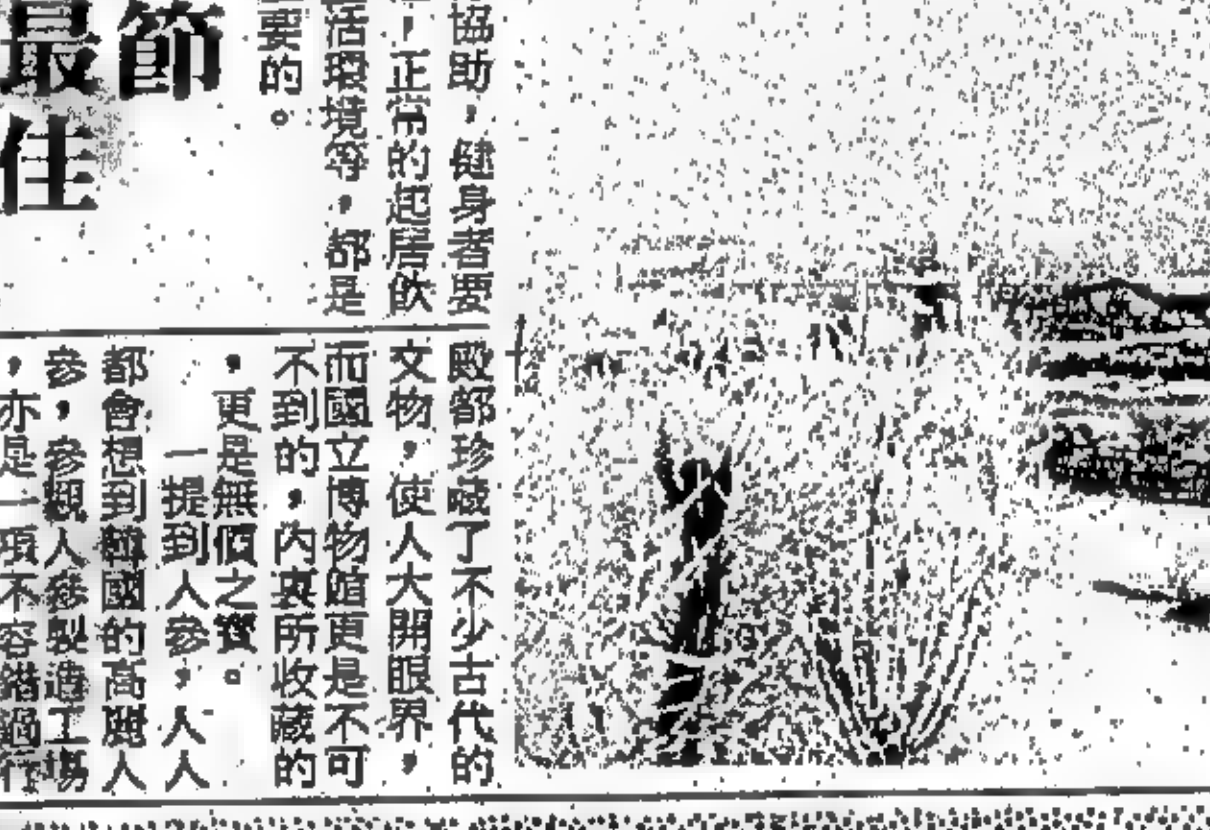 協助，健身者要
，正常的起居飲
活環境等，都是
要的。
節
最佳
殿都珍藏了不少古代的
文物，使人大開眼界，
而國立博物館更是不可
不到的，內裏所收藏的
，更是無價之寶。
一提到人參，人人
都會想到韓國的高麗人
參，參觀人參製造工場
，亦是一項不容錯過